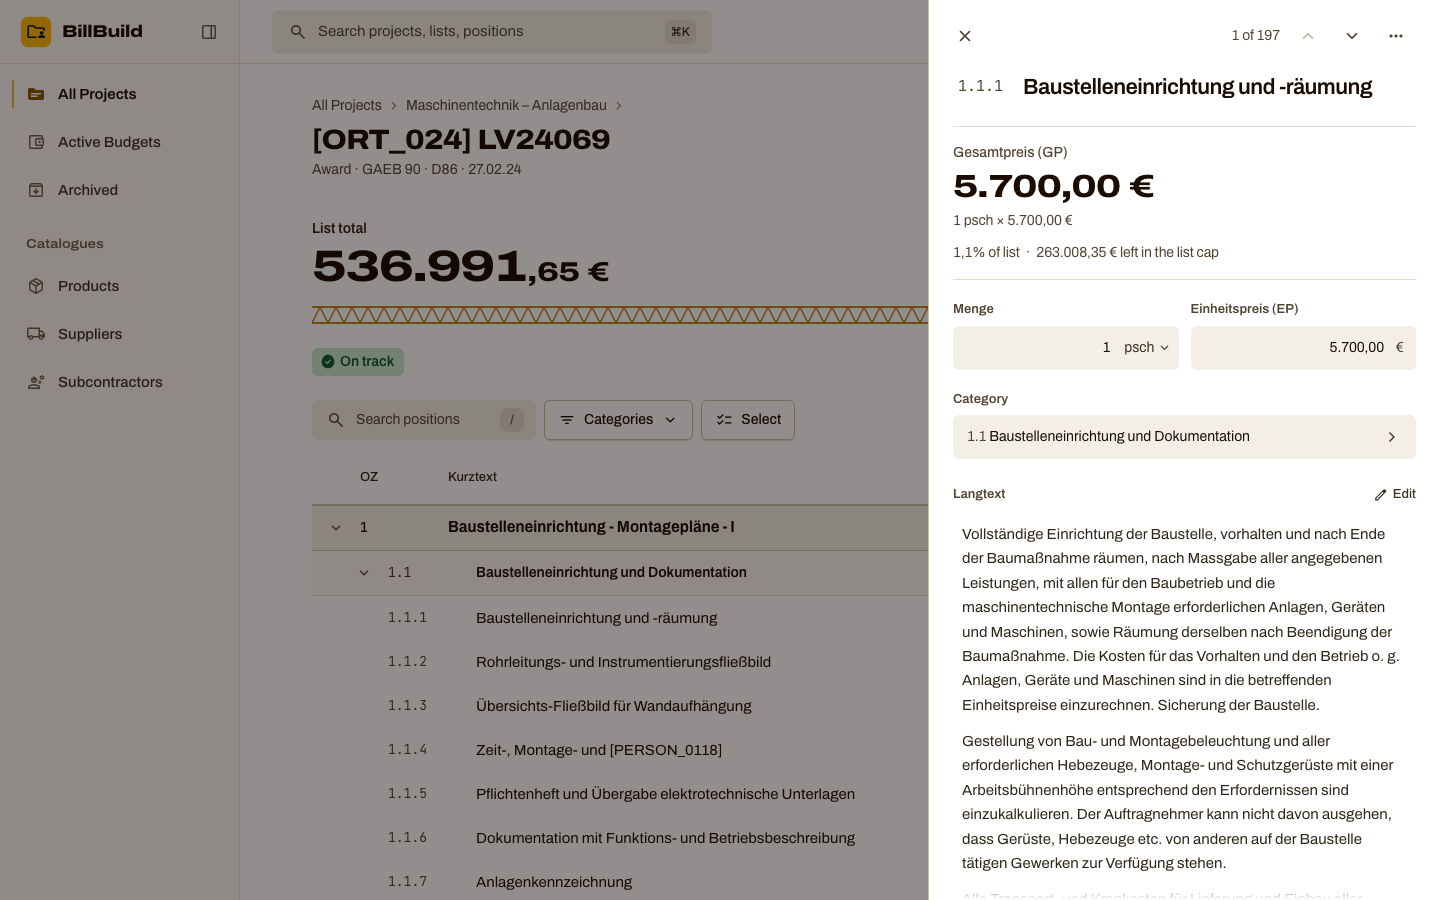 BillBuild
Search projects, lists, positions
⌘K
All Projects
Active Budgets
Archived
Catalogues
Products
Suppliers
Subcontractors
All Projects
Maschinentechnik – Anlagenbau
[ORT_024] LV24069
Award · GAEB 90 · D86 · 27.02.24
List total
536.991,65 €
On track
Search positions
/
Categories
Select
OZ Kurztext
1 Baustelleneinrichtung - Montagepläne - I
1.1 Baustelleneinrichtung und Dokumentation
1.1.1 Baustelleneinrichtung und -räumung
1.1.2 Rohrleitungs- und Instrumentierungsfließbild
1.1.3 Übersichts-Fließbild für Wandaufhängung
1.1.4 Zeit-, Montage- und [PERSON_0118]
1.1.5 Pflichtenheft und Übergabe elektrotechnische Unterlagen
1.1.6 Dokumentation mit Funktions- und Betriebsbeschreibung
1.1.7 Anlagenkennzeichnung
1 of 197
1.1.1 Baustelleneinrichtung und -räumung
Gesamtpreis (GP)
5.700,00 €
1 psch × 5.700,00 €
1,1% of list · 263.008,35 € left in the list cap
Menge
Einheitspreis (EP)
1 psch
5.700,00 €
Category
1.1 Baustelleneinrichtung und Dokumentation
Langtext
Edit
Vollständige Einrichtung der Baustelle, vorhalten und nach Ende
der Baumaßnahme räumen, nach Massgabe aller angegebenen
Leistungen, mit allen für den Baubetrieb und die
maschinentechnische Montage erforderlichen Anlagen, Geräten
und Maschinen, sowie Räumung derselben nach Beendigung der
Baumaßnahme. Die Kosten für das Vorhalten und den Betrieb o. g.
Anlagen, Geräte und Maschinen sind in die betreffenden
Einheitspreise einzurechnen. Sicherung der Baustelle.
Gestellung von Bau- und Montagebeleuchtung und aller
erforderlichen Hebezeuge, Montage- und Schutzgerüste mit einer
Arbeitsbühnenhöhe entsprechend den Erfordernissen sind
einzukalkulieren. Der Auftragnehmer kann nicht davon ausgehen,
dass Gerüste, Hebezeuge etc. von anderen auf der Baustelle
tätigen Gewerken zur Verfügung stehen.
Alle Transport- und Krankosten für Lieferung und Einbau aller